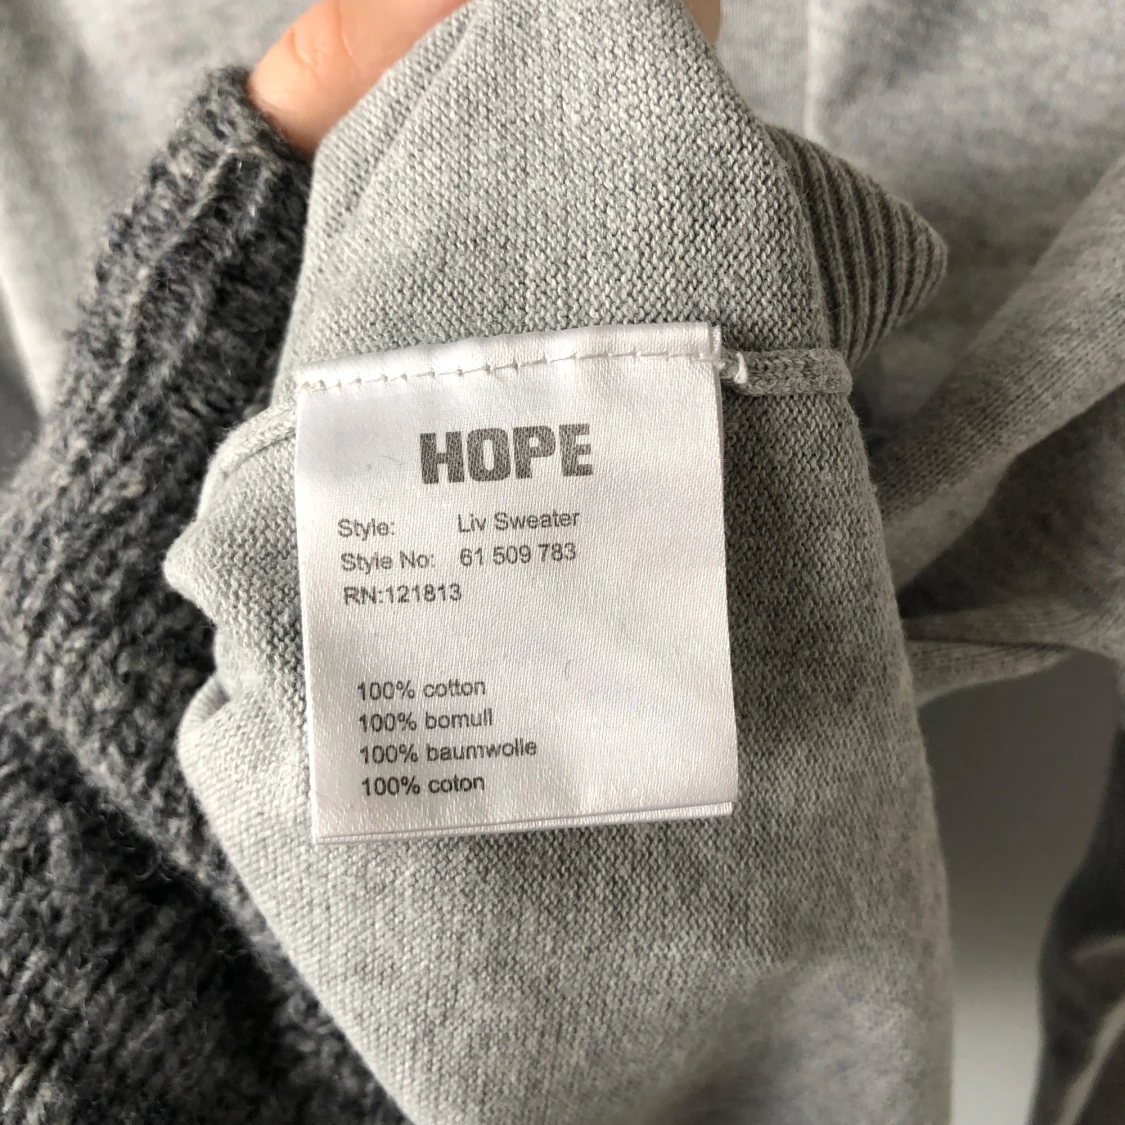 HOPE
Style: Liv Sweater
Style No: 61 509 783
RN:121813
100% cotton
100% bomull
100% baumwolle
100% coton